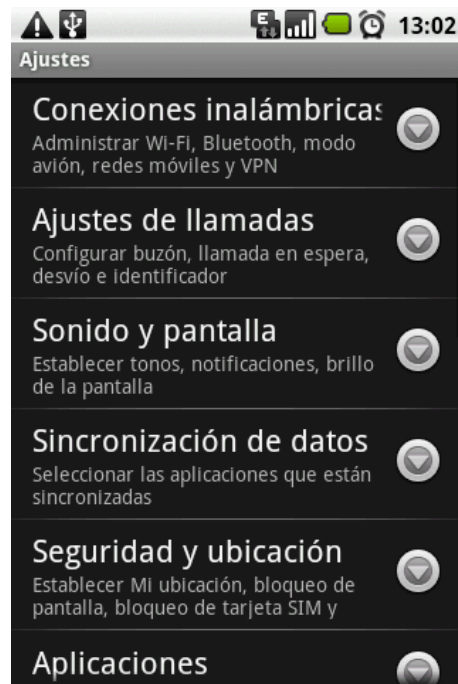 E 13:02
Ajustes
Conexiones inalámbricas
Administrar Wi-Fi, Bluetooth, modo
avión, redes móviles y VPN
Ajustes de llamadas
Configurar buzón, llamada en espera,
desvío e identificador
Sonido y pantalla
Establecer tonos, notificaciones, brillo
de la pantalla
Sincronización de datos
Seleccionar las aplicaciones que están
sincronizadas
Seguridad y ubicación
Establecer Mi ubicación, bloqueo de
pantalla, bloqueo de tarjeta SIM y
Aplicaciones